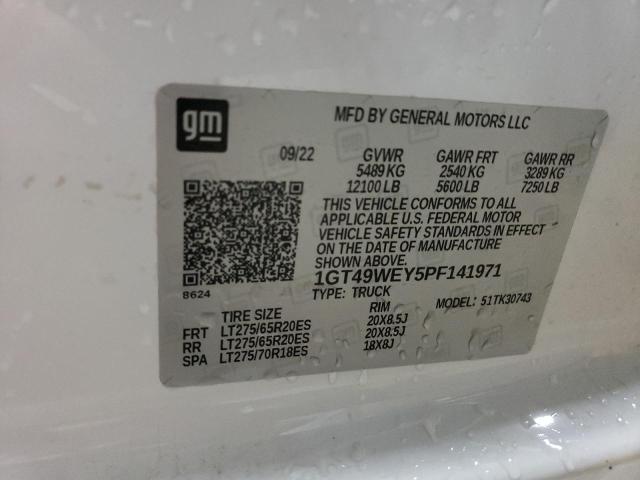 gm
MFD BY GENERAL MOTORS LLC
09/22 GVWR GAWR FRT GAWR RR
5489 KG 2540 KG 3289 KG
12100 LB 5600 LB 7250 LB
THIS VEHICLE CONFORMS TO ALL
APPLICABLE U.S. FEDERAL MOTOR
VEHICLE SAFETY STANDARDS IN EFFECT
ON THE DATE OF MANUFACTURE
SHOWN ABOVE.
8624
1GT49WEY5PF141971
TYPE: TRUCK MODEL: 51TK30743
TIRE SIZE RIM
FRT LT275/65R20ES 20X8.5J
RR LT275/65R20ES 20X8.5J
SPA LT275/70R18ES 18X8J